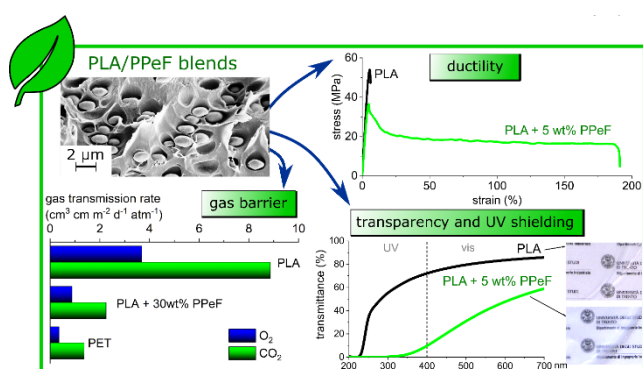 PLA/PPeF blends
2 µm
ductility
stress (MPa)
60
40
20
0
PLA
PLA + 5 wt% PPeF
0
50
100
150
200
strain (%)
gas barrier
gas transmission rate
(cm³ cm m⁻² d⁻¹ atm⁻¹)
0
2
4
6
8
10
PLA
PLA + 30wt% PPeF
PET
O₂
CO₂
transparency and UV shielding
transmittance (%)
100
80
60
40
20
0
UV
vis
PLA
PLA + 5 wt% PPeF
200
300
400
500
600
700 nm